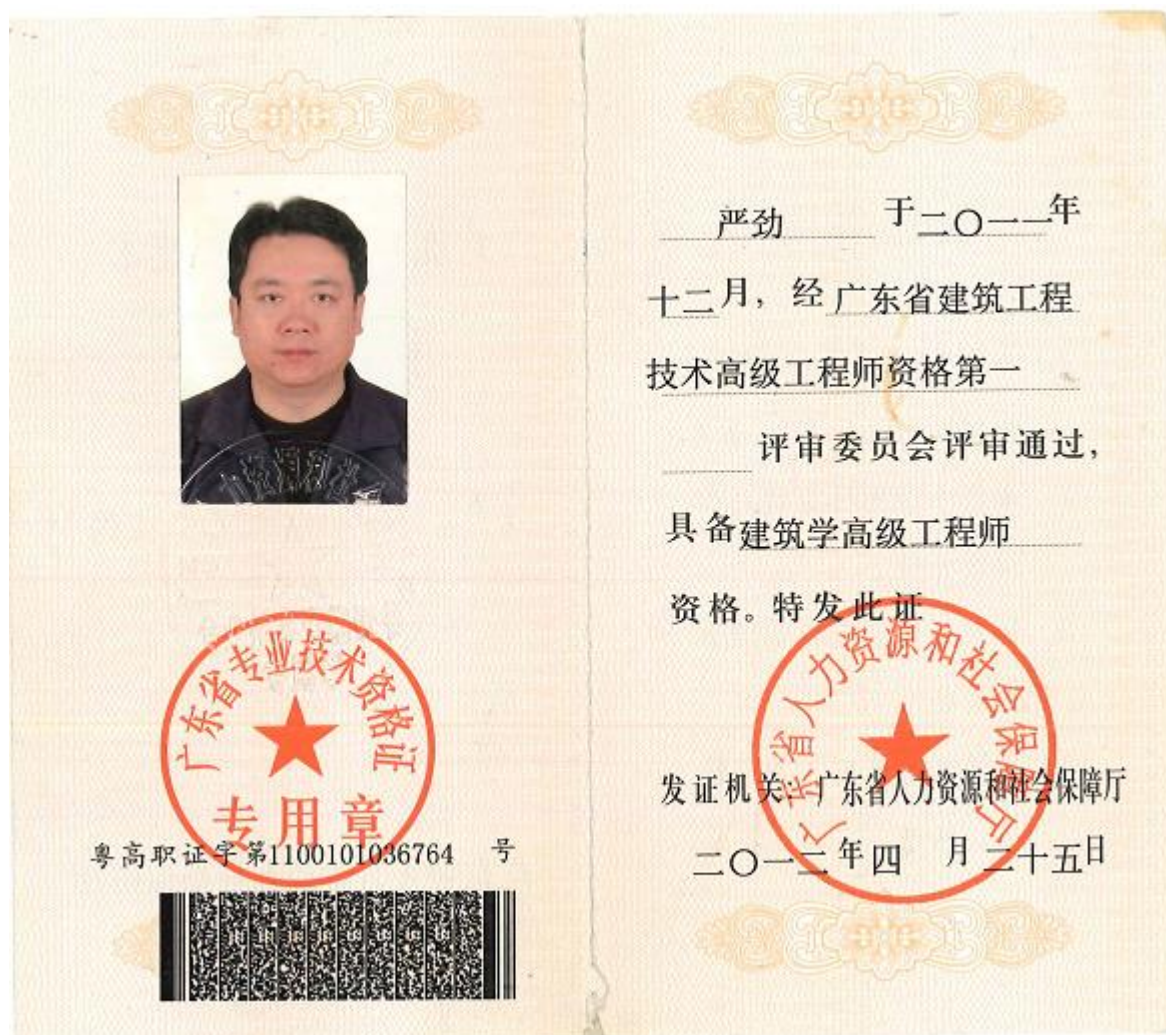 广东省专业技术资格证
专用章
粤高职证字第1100101036764 号
严劲 于二〇一一年
十二月，经广东省建筑工程
技术高级工程师资格第一
评审委员会评审通过，
具备建筑学高级工程师
资格。特发此证
广东省人力资源和社会保障厅
发证机关：广东省人力资源和社会保障厅
二〇一二年四 月二十五日